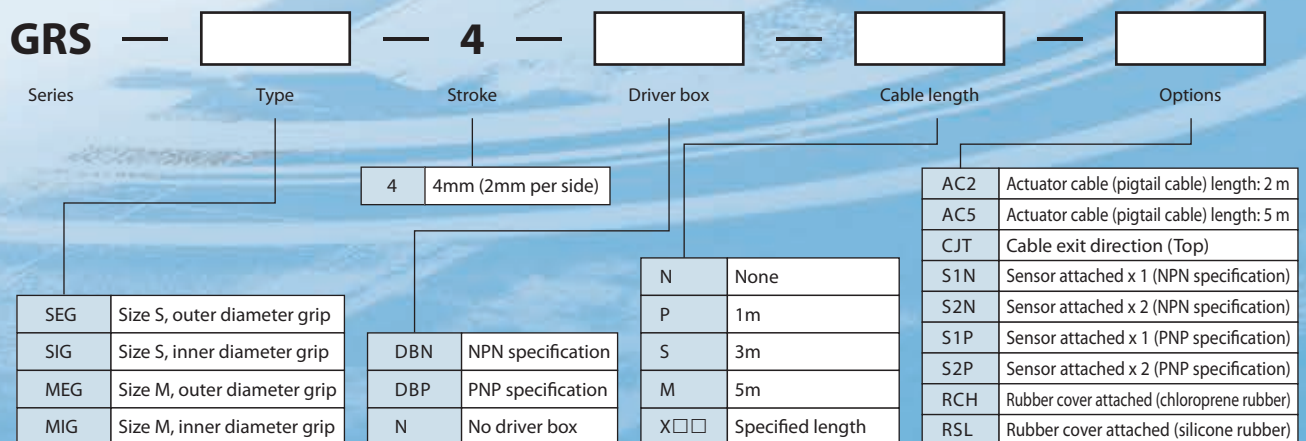 GRS — — 4 — — —
Series Type Stroke Driver box Cable length Options
4 4mm (2mm per side)
SEG Size S, outer diameter grip
SIG Size S, inner diameter grip
MEG Size M, outer diameter grip
MIG Size M, inner diameter grip
DBN NPN specification
DBP PNP specification
N No driver box
N None
P 1m
S 3m
M 5m
X□□ Specified length
AC2 Actuator cable (pigtail cable) length: 2 m
AC5 Actuator cable (pigtail cable) length: 5 m
CJT Cable exit direction (Top)
S1N Sensor attached x 1 (NPN specification)
S2N Sensor attached x 2 (NPN specification)
S1P Sensor attached x 1 (PNP specification)
S2P Sensor attached x 2 (PNP specification)
RCH Rubber cover attached (chloroprene rubber)
RSL Rubber cover attached (silicone rubber)